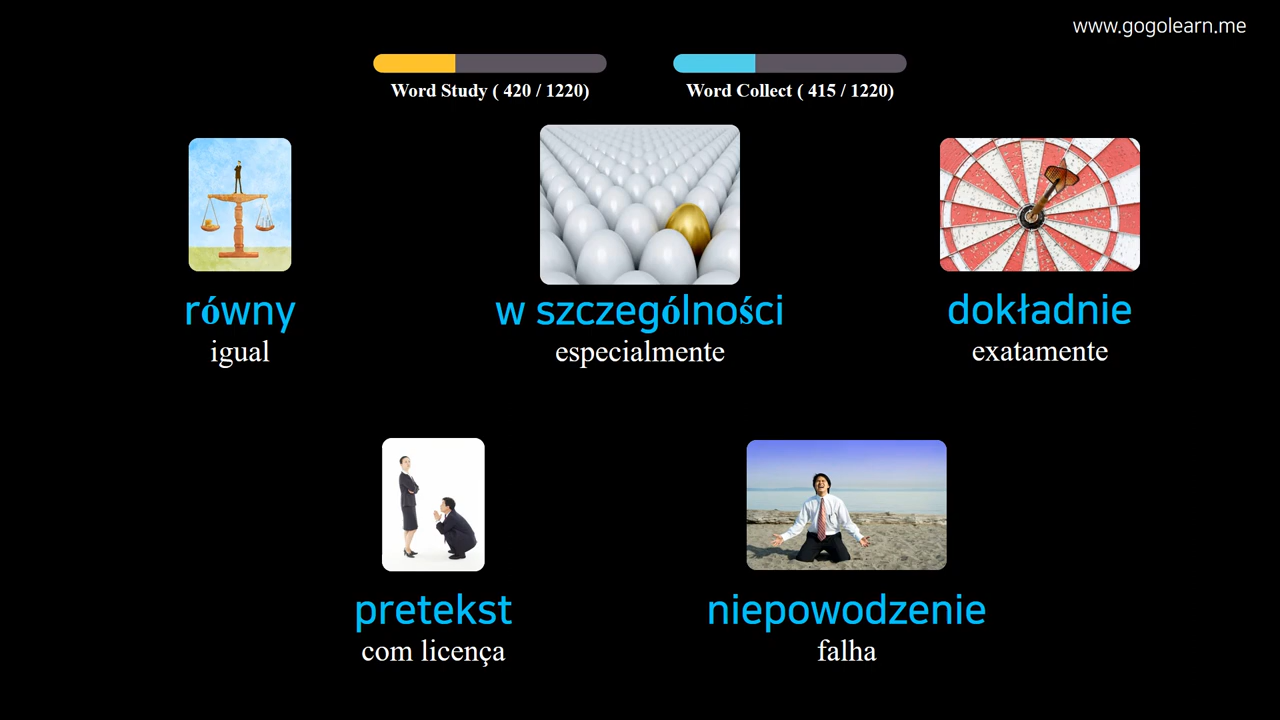 www.gogolearn.me
Word Study ( 420 / 1220)
Word Collect ( 415 / 1220)
równy
igual
w szczególności
especialmente
dokładnie
exatamente
pretekst
com licença
niepowodzenie
falha